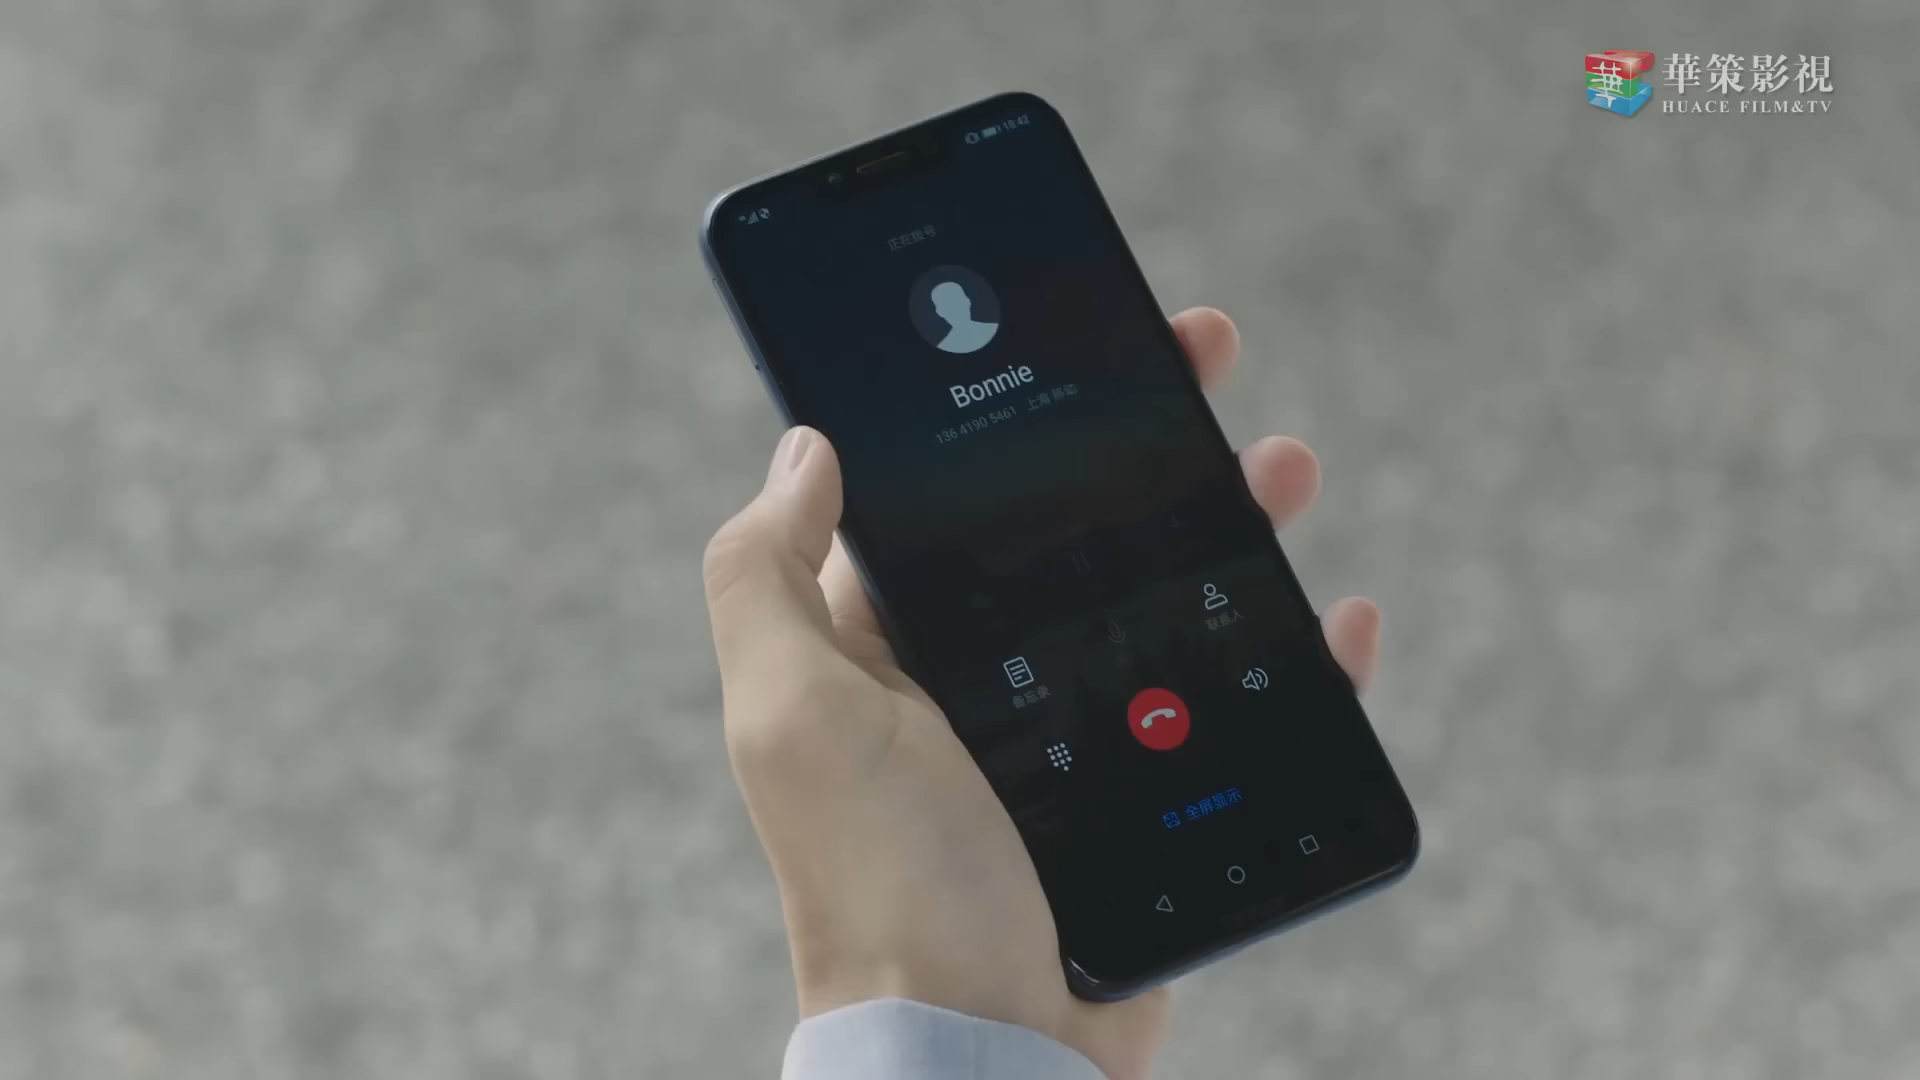 華策影視
HUACE FILM&TV
18:42
正在拨号
Bonnie
136 4190 5461 上海 移动
联系人
备忘录
全屏显示